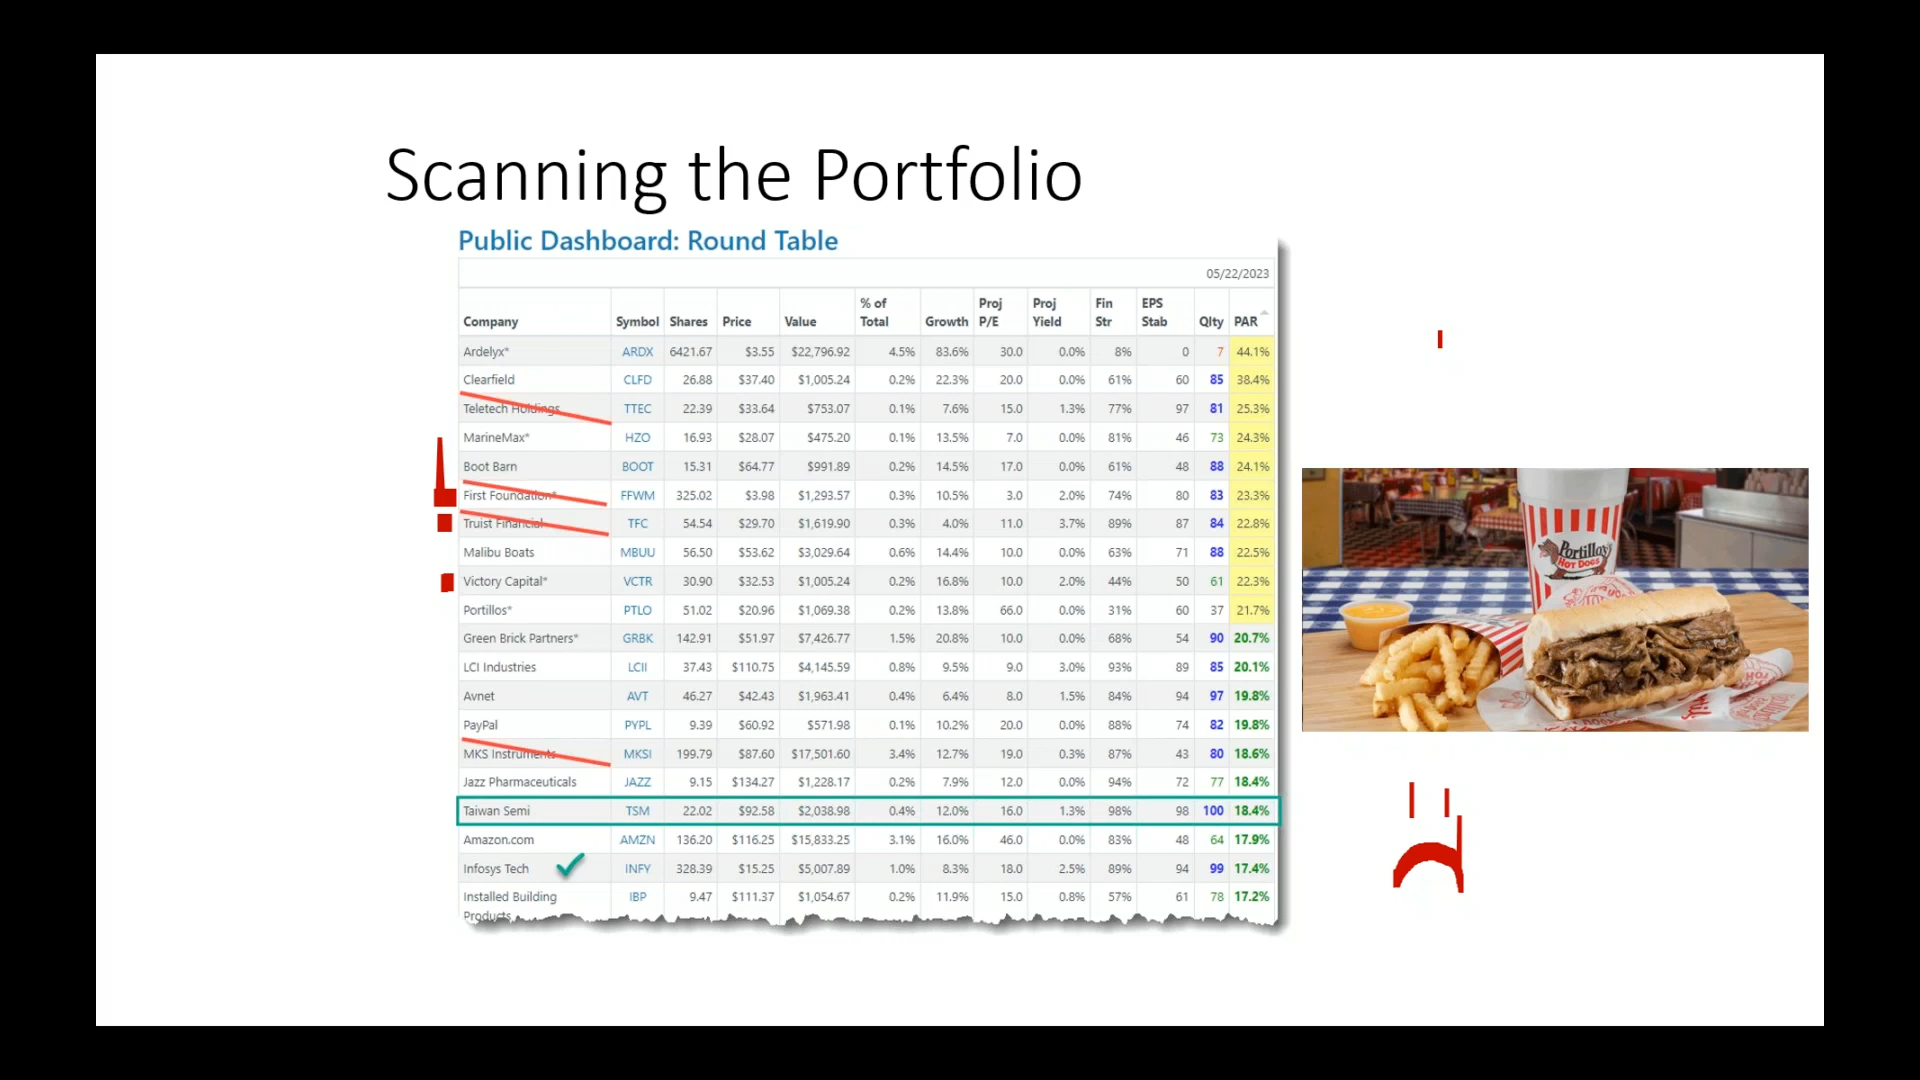 Scanning the Portfolio
Public Dashboard: Round Table
05/22/2023
Company Symbol Shares Price Value % of Total Growth Proj P/E Proj Yield Fin Str EPS Stab Qlty PAR
Ardelyx* ARDX 6421.67 $3.55 $22,796.92 4.5% 83.6% 30.0 0.0% 8% 0 7 44.1%
Clearfield CLFD 26.88 $37.40 $1,005.24 0.2% 22.3% 20.0 0.0% 61% 60 85 38.4%
Teletech Holdings TTEC 22.39 $33.64 $753.07 0.1% 7.6% 15.0 1.3% 77% 97 81 25.3%
MarineMax* HZO 16.93 $28.07 $475.20 0.1% 13.5% 7.0 0.0% 81% 46 73 24.3%
Boot Barn BOOT 15.31 $64.77 $991.89 0.2% 14.5% 17.0 0.0% 61% 48 88 24.1%
First Foundation* FFWM 325.02 $3.98 $1,293.57 0.3% 10.5% 3.0 2.0% 74% 80 83 23.3%
Truist Financial TFC 54.54 $29.70 $1,619.90 0.3% 4.0% 11.0 3.7% 89% 87 84 22.8%
Malibu Boats MBUU 56.50 $53.62 $3,029.64 0.6% 14.4% 10.0 0.0% 63% 71 88 22.5%
Victory Capital* VCTR 30.90 $32.53 $1,005.24 0.2% 16.8% 10.0 2.0% 44% 50 61 22.3%
Portillos* PTLO 51.02 $20.96 $1,069.38 0.2% 13.8% 66.0 0.0% 31% 60 37 21.7%
Green Brick Partners* GRBK 142.91 $51.97 $7,426.77 1.5% 20.8% 10.0 0.0% 68% 54 90 20.7%
LCI Industries LCII 37.43 $110.75 $4,145.59 0.8% 9.5% 9.0 3.0% 93% 89 85 20.1%
Avnet AVT 46.27 $42.43 $1,963.41 0.4% 6.4% 8.0 1.5% 84% 94 97 19.8%
PayPal PYPL 9.39 $60.92 $571.98 0.1% 10.2% 20.0 0.0% 88% 74 82 19.8%
MKS Instruments MKSI 199.79 $87.60 $17,501.60 3.4% 12.7% 19.0 0.3% 87% 43 80 18.6%
Jazz Pharmaceuticals JAZZ 9.15 $134.27 $1,228.17 0.2% 7.9% 12.0 0.0% 94% 72 77 18.4%
Taiwan Semi TSM 22.02 $92.58 $2,038.98 0.4% 12.0% 16.0 1.3% 98% 98 100 18.4%
Amazon.com AMZN 136.20 $116.25 $15,833.25 3.1% 16.0% 46.0 0.0% 83% 48 64 17.9%
Infosys Tech INFY 328.39 $15.25 $5,007.89 1.0% 8.3% 18.0 2.5% 89% 94 99 17.4%
Installed Building Products IBP 9.47 $111.37 $1,054.67 0.2% 11.9% 15.0 0.8% 57% 61 78 17.2%
Portillo's
HOT DOGS